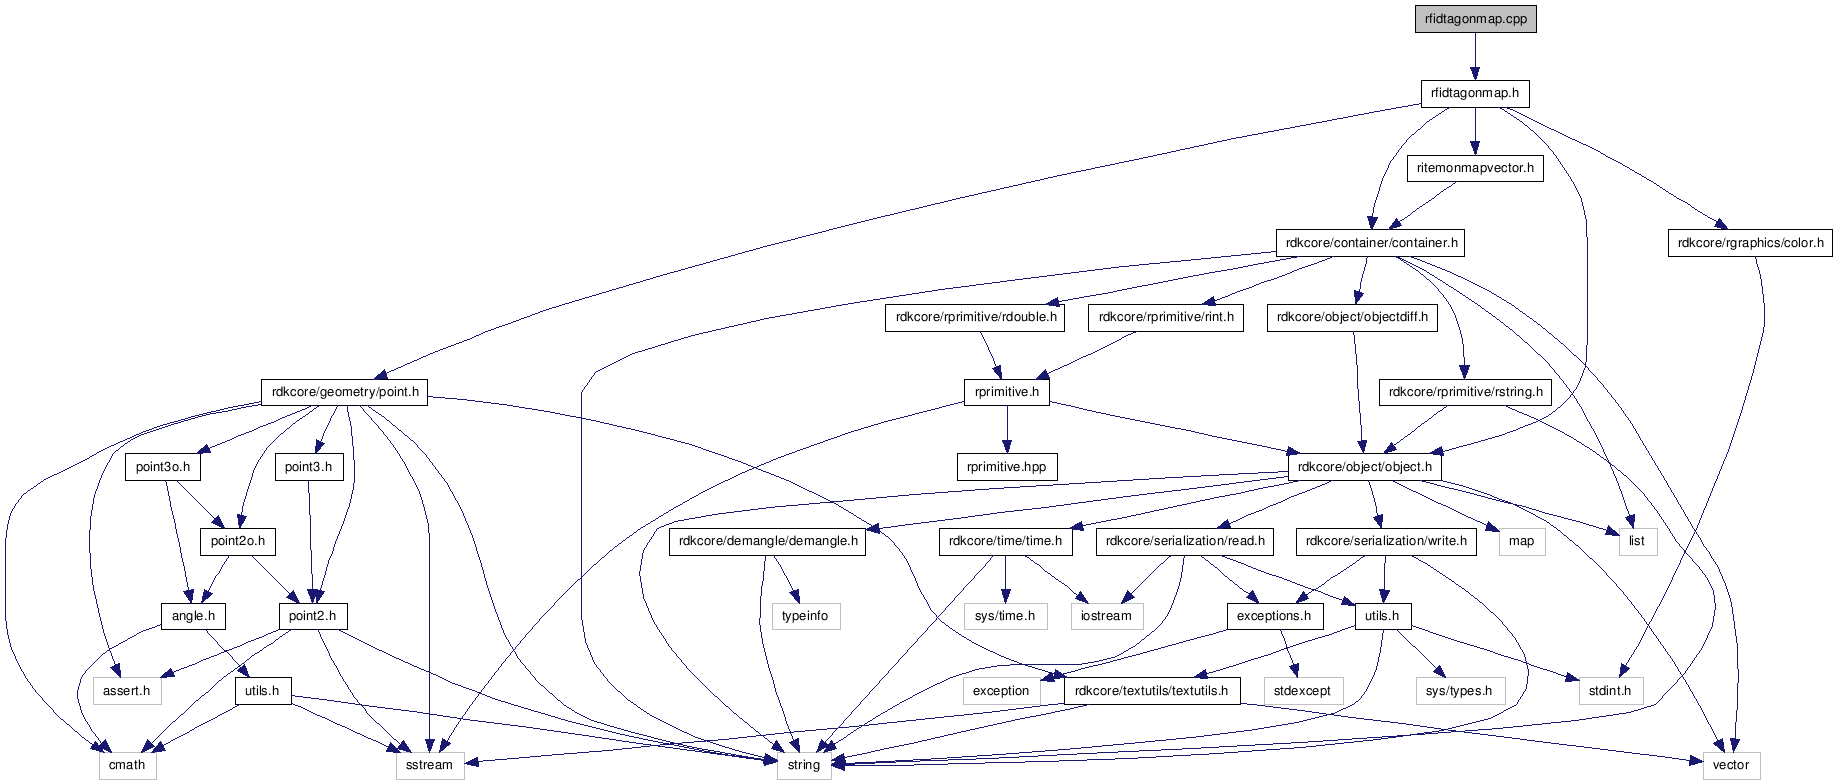 rfidtagonmap.cpp
rfidtagonmap.h
ritemonmapvector.h
rdkcore/container/container.h
rdkcore/rgraphics/color.h
rdkcore/rprimitive/rdouble.h
rdkcore/rprimitive/rint.h
rdkcore/object/objectdiff.h
rdkcore/geometry/point.h
rprimitive.h
rdkcore/rprimitive/rstring.h
point3o.h
point3.h
rprimitive.hpp
rdkcore/object/object.h
point2o.h
rdkcore/demangle/demangle.h
rdkcore/time/time.h
rdkcore/serialization/read.h
rdkcore/serialization/write.h
map
list
angle.h
point2.h
typeinfo
sys/time.h
iostream
exceptions.h
utils.h
assert.h
utils.h
exception
rdkcore/textutils/textutils.h
stdexcept
sys/types.h
stdint.h
cmath
sstream
string
vector